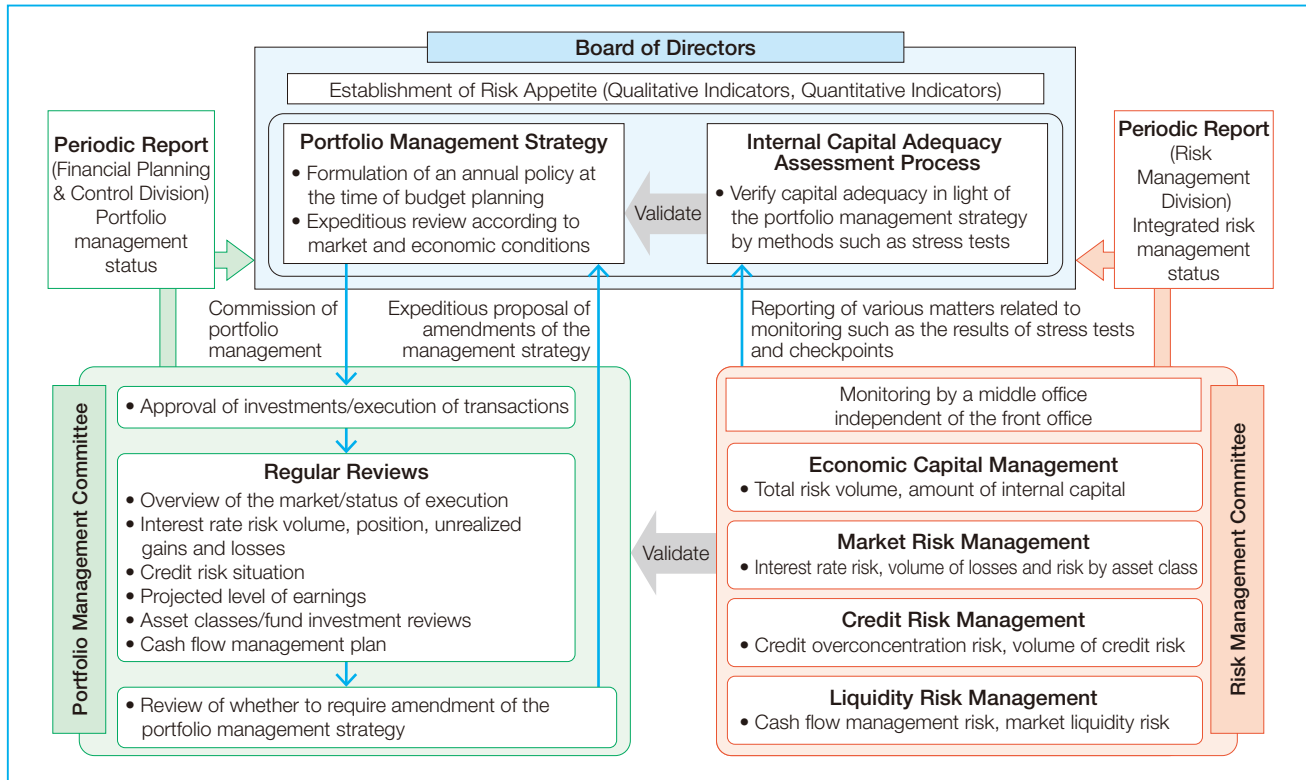 Board of Directors
Establishment of Risk Appetite (Qualitative Indicators, Quantitative Indicators)
Periodic Report
(Financial Planning
& Control Division)
Portfolio
management
status
Portfolio Management Strategy
• Formulation of an annual policy at
the time of budget planning
• Expeditious review according to
market and economic conditions
Validate
Internal Capital Adequacy
Assessment Process
• Verify capital adequacy in light of
the portfolio management strategy
by methods such as stress tests
Periodic Report
(Risk
Management
Division)
Integrated risk
management
status
Commission of
portfolio
management
Expeditious proposal of
amendments of the
management strategy
Reporting of various matters related to
monitoring such as the results of stress tests
and checkpoints
Portfolio Management Committee
• Approval of investments/execution of transactions
Regular Reviews
• Overview of the market/status of execution
• Interest rate risk volume, position, unrealized
gains and losses
• Credit risk situation
• Projected level of earnings
• Asset classes/fund investment reviews
• Cash flow management plan
• Review of whether to require amendment of the
portfolio management strategy
Validate
Monitoring by a middle office
independent of the front office
Economic Capital Management
• Total risk volume, amount of internal capital
Market Risk Management
• Interest rate risk, volume of losses and risk by asset class
Credit Risk Management
• Credit overconcentration risk, volume of credit risk
Liquidity Risk Management
• Cash flow management risk, market liquidity risk
Risk Management Committee